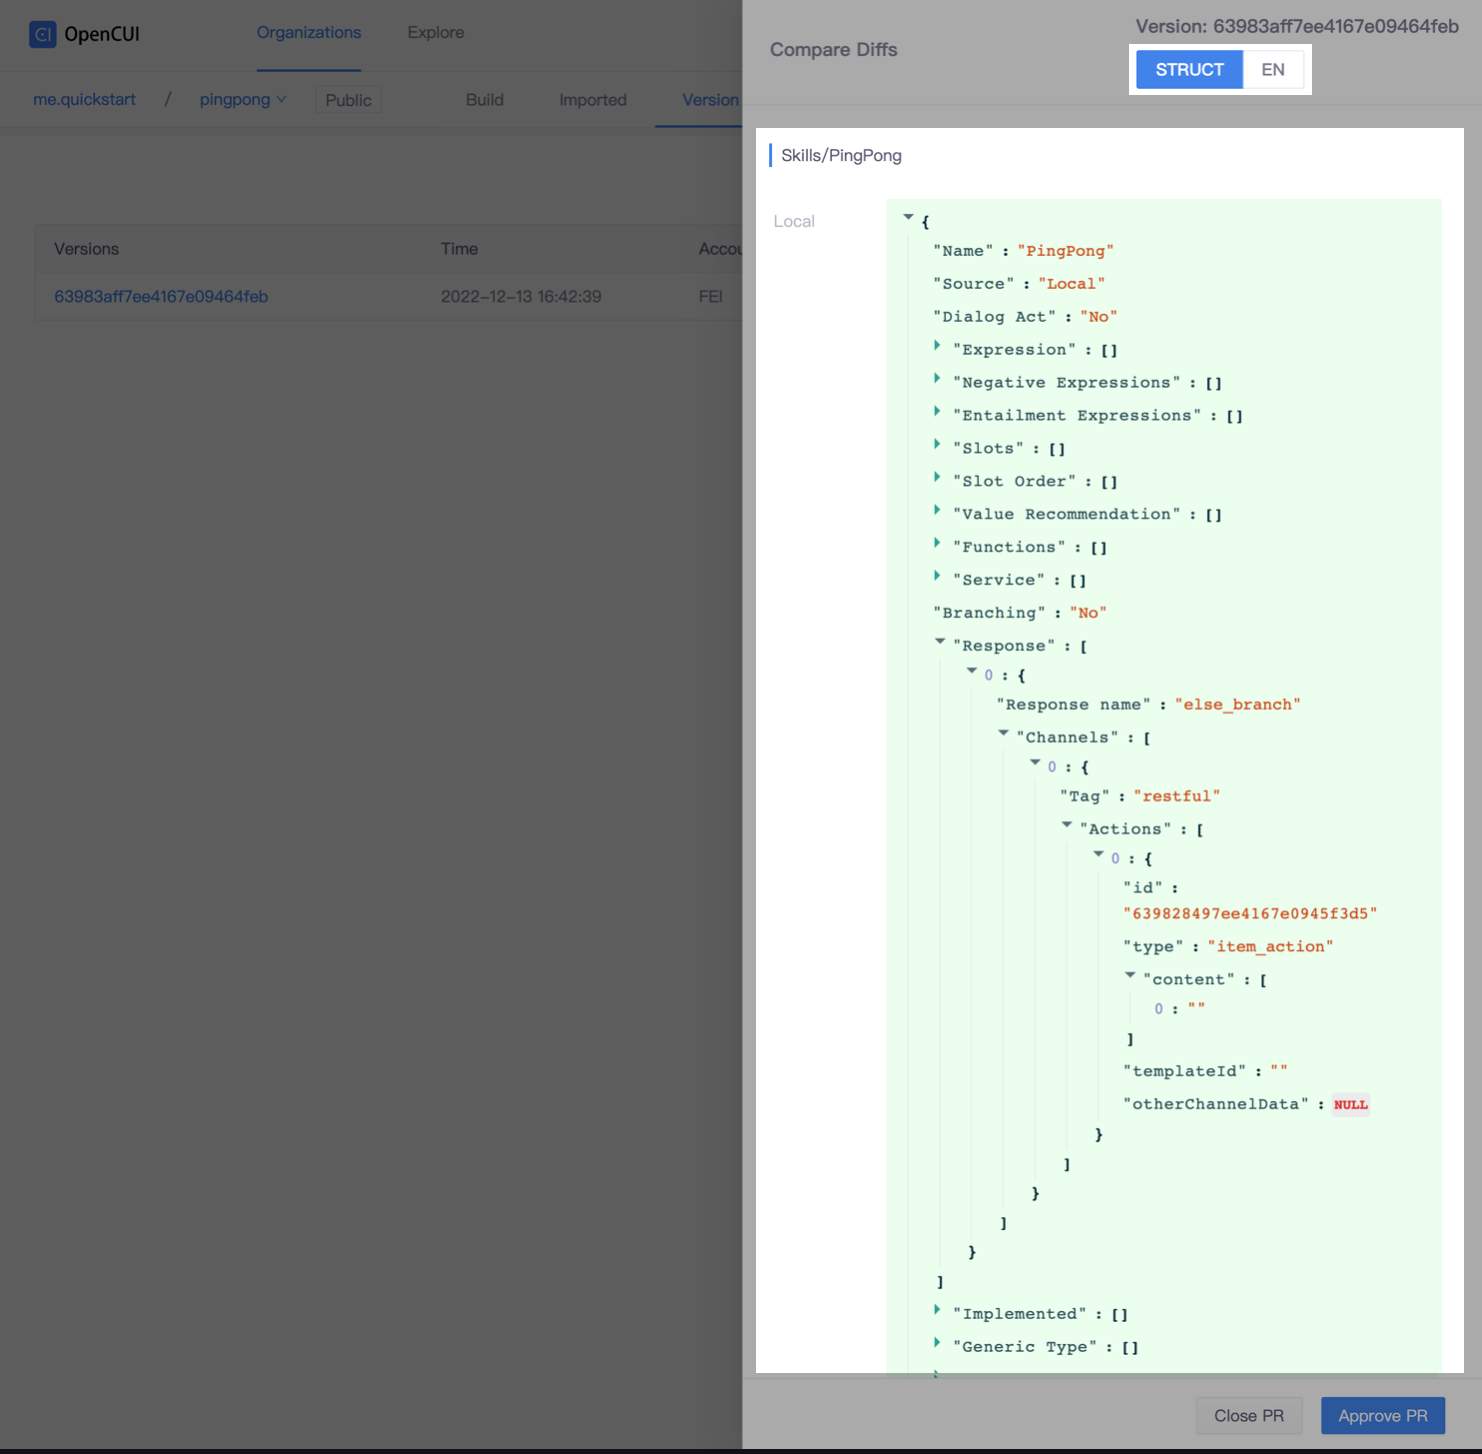 CI OpenCUI
Organizations
Explore
me.quickstart / pingpong
Public
Build
Imported
Version
Versions Time Accou
63983aff7ee4167e09464feb 2022-12-13 16:42:39 FEI
Compare Diffs
Version: 63983aff7ee4167e09464feb
STRUCT EN
Skills/PingPong
Local
{
"Name" : "PingPong"
"Source" : "Local"
"Dialog Act" : "No"
"Expression" : []
"Negative Expressions" : []
"Entailment Expressions" : []
"Slots" : []
"Slot Order" : []
"Value Recommendation" : []
"Functions" : []
"Service" : []
"Branching" : "No"
"Response" : [
0 : {
"Response name" : "else_branch"
"Channels" : [
0 : {
"Tag" : "restful"
"Actions" : [
0 : {
"id" :
"639828497ee4167e0945f3d5"
"type" : "item_action"
"content" : [
0 : ""
]
"templateId" : ""
"otherChannelData" : NULL
}
]
}
]
}
]
"Implemented" : []
"Generic Type" : []
Close PR
Approve PR